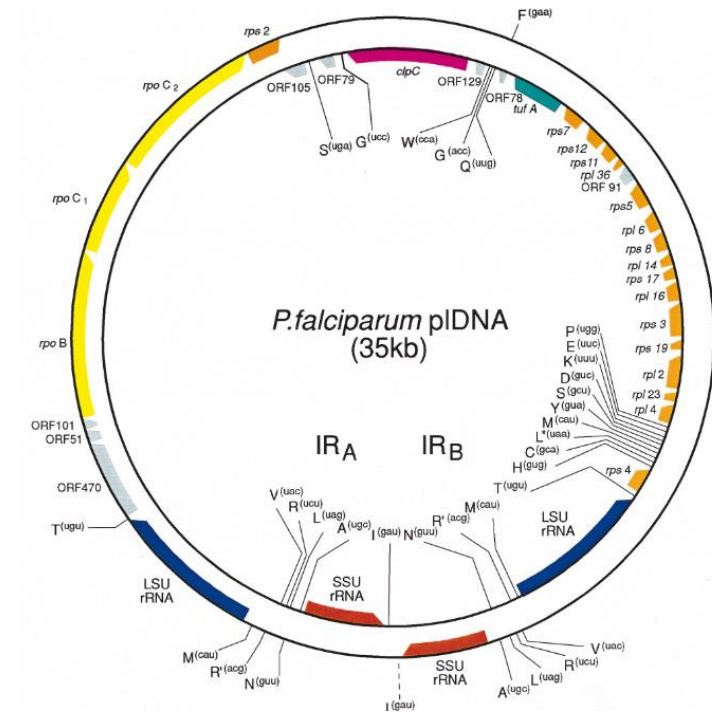 F(gaa)
rps 2
rpo C2
ORF105
ORF79
clpC
ORF129
ORF78
tuf A
S(uga)
G(ucc)
W(cca)
G(acc)
Q(uug)
rps7
rps12
rps11
rpl 36
ORF 91
rps5
rpl 6
rps 8
rpl 14
rps 17
rpl 16
rps 3
rps 19
rpl 2
rpl 23
rpl 4
rpo C1
rpo B
P.falciparum plDNA
(35kb)
P(ugg)
E(uuc)
K(uuu)
D(guc)
S(gcu)
Y(gua)
M(cau)
L*(uaa)
C(gca)
H(gug)
T(ugu)
rps 4
ORF101
ORF51
ORF470
T(ugu)
IRA
IRB
V(uac)
R(ucu)
L(uag)
A(ugc)
I(gau)
N(guu)
R'(acg)
M(cau)
LSU
rRNA
LSU
rRNA
SSU
rRNA
SSU
rRNA
M(cau)
R'(acg)
N(guu)
I(gau)
A(ugc)
L(uag)
R(ucu)
V(uac)